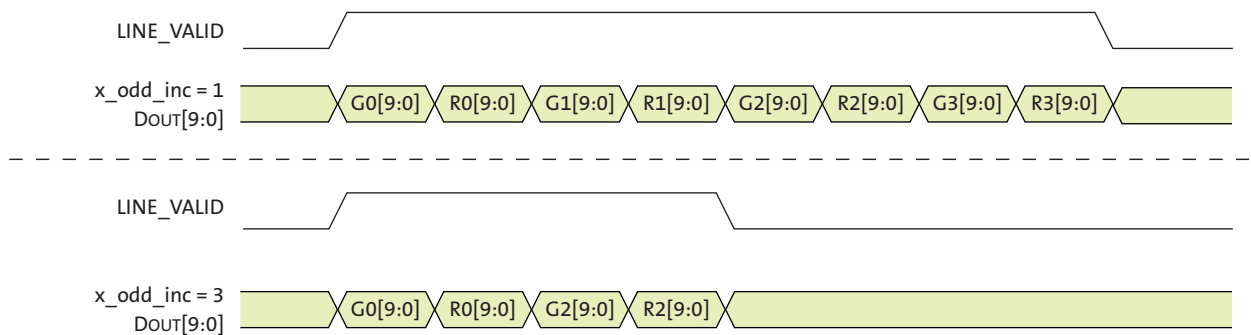 LINE_VALID
x_odd_inc = 1
DOUT[9:0]
G0[9:0] R0[9:0] G1[9:0] R1[9:0] G2[9:0] R2[9:0] G3[9:0] R3[9:0]
LINE_VALID
x_odd_inc = 3
DOUT[9:0]
G0[9:0] R0[9:0] G2[9:0] R2[9:0]